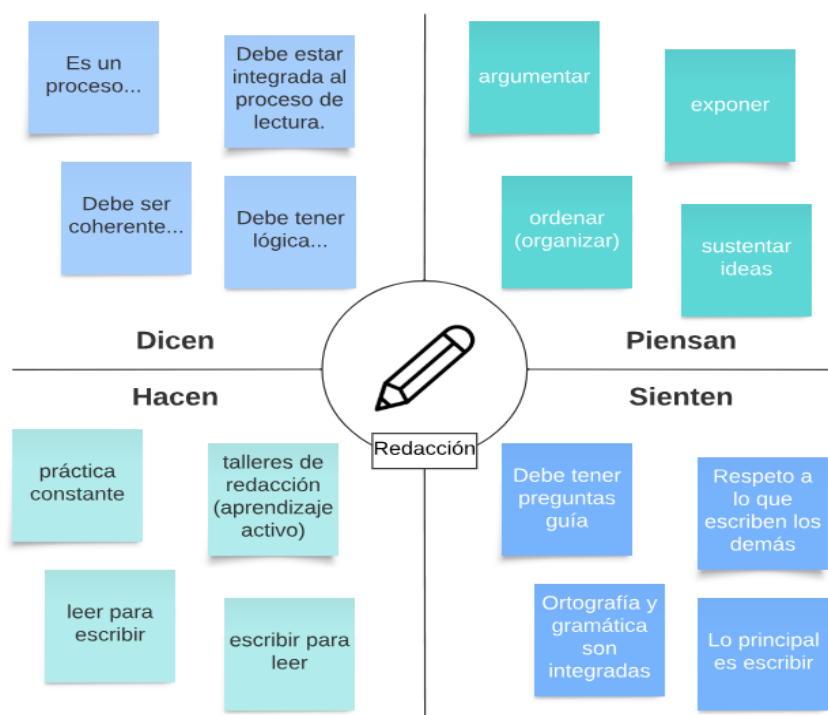 Es un
proceso...
Debe estar
integrada al
proceso de
lectura.
Debe ser
coherente...
Debe tener
lógica...
Dicen
argumentar
exponer
ordenar
(organizar)
sustentar
ideas
Piensan
Hacen
práctica
constante
talleres de
redacción
(aprendizaje
activo)
leer para
escribir
escribir para
leer
Redacción
Sienten
Debe tener
preguntas
guía
Respeto a
lo que
escriben los
demás
Ortografía y
gramática
son
integradas
Lo principal
es escribir